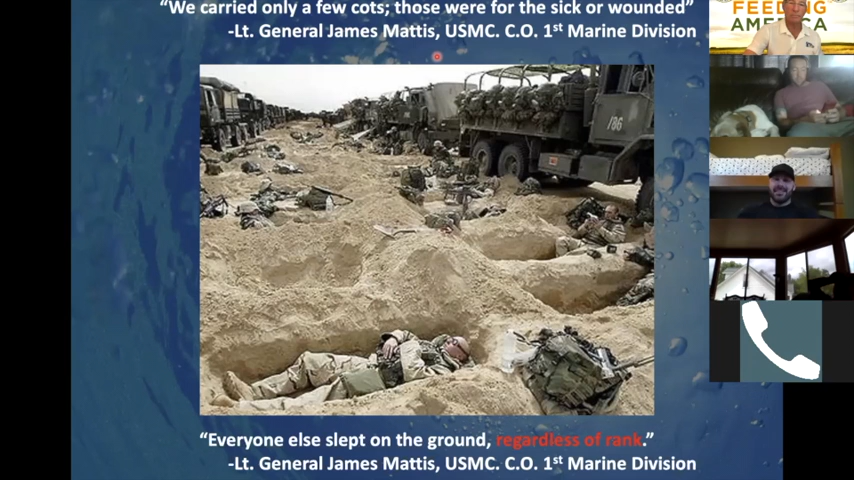 “We carried only a few cots; those were for the sick or wounded”
-Lt. General James Mattis, USMC. C.O. 1st Marine Division
FEEDING
AMERICA
186
“Everyone else slept on the ground, regardless of rank.”
-Lt. General James Mattis, USMC. C.O. 1st Marine Division